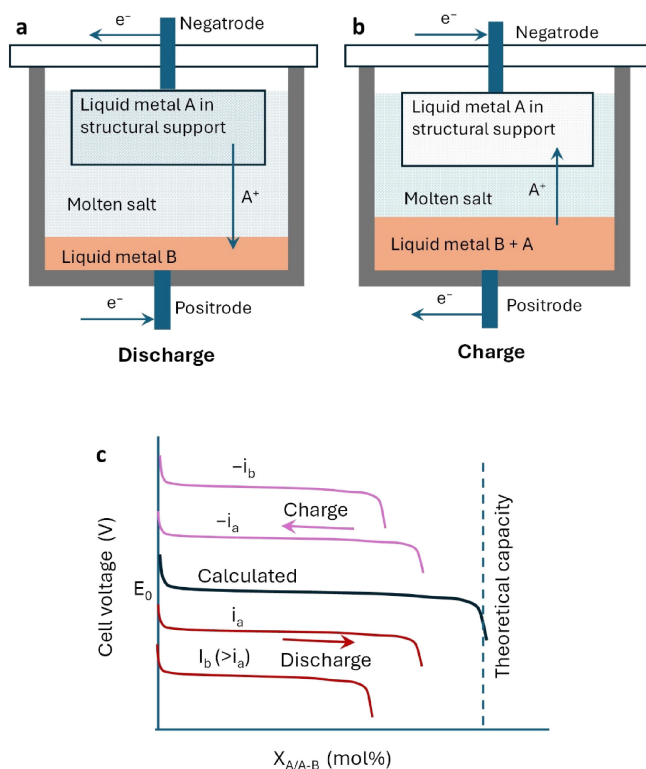 a
e⁻
Negatrode
Liquid metal A in
structural support
A⁺
Molten salt
Liquid metal B
e⁻
Positrode
Discharge
b
e⁻
Negatrode
Liquid metal A in
structural support
A⁺
Molten salt
Liquid metal B + A
e⁻
Positrode
Charge
c
Cell voltage (V)
E₀
−i_b
Charge
−i_a
Calculated
i_a
Discharge
I_b (>i_a)
Theoretical capacity
X_A/A-B (mol%)